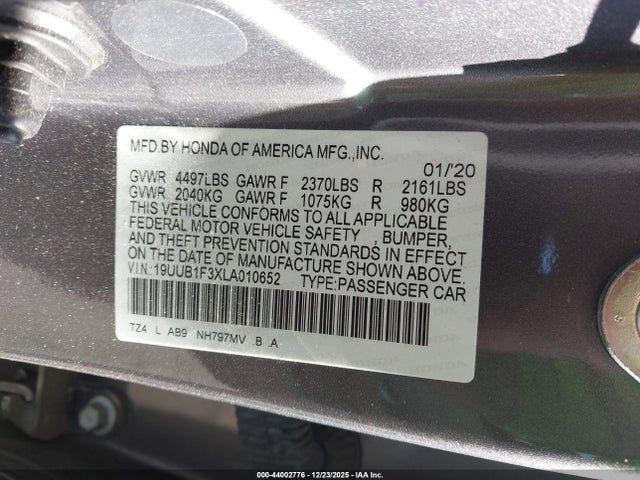 MFD BY HONDA OF AMERICA MFG.,INC. 01/'20
GVWR 4497LBS GAWR F 2370LBS R 2161LBS
GVWR 2040KG GAWR F 1075KG R 980KG
THIS VEHICLE CONFORMS TO ALL APPLICABLE
FEDERAL MOTOR VEHICLE SAFETY , BUMPER,
AND THEFT PREVENTION STANDARDS IN EFFECT
ON THE DATE OF MANUFACTURE SHOWN ABOVE.
V.I.N.:19UUB1F3XLA010652 TYPE:PASSENGER CAR
TZ4 L AB9 NH797MV .B .A
000-44002776 — 12/23/2025 — IAA Inc.